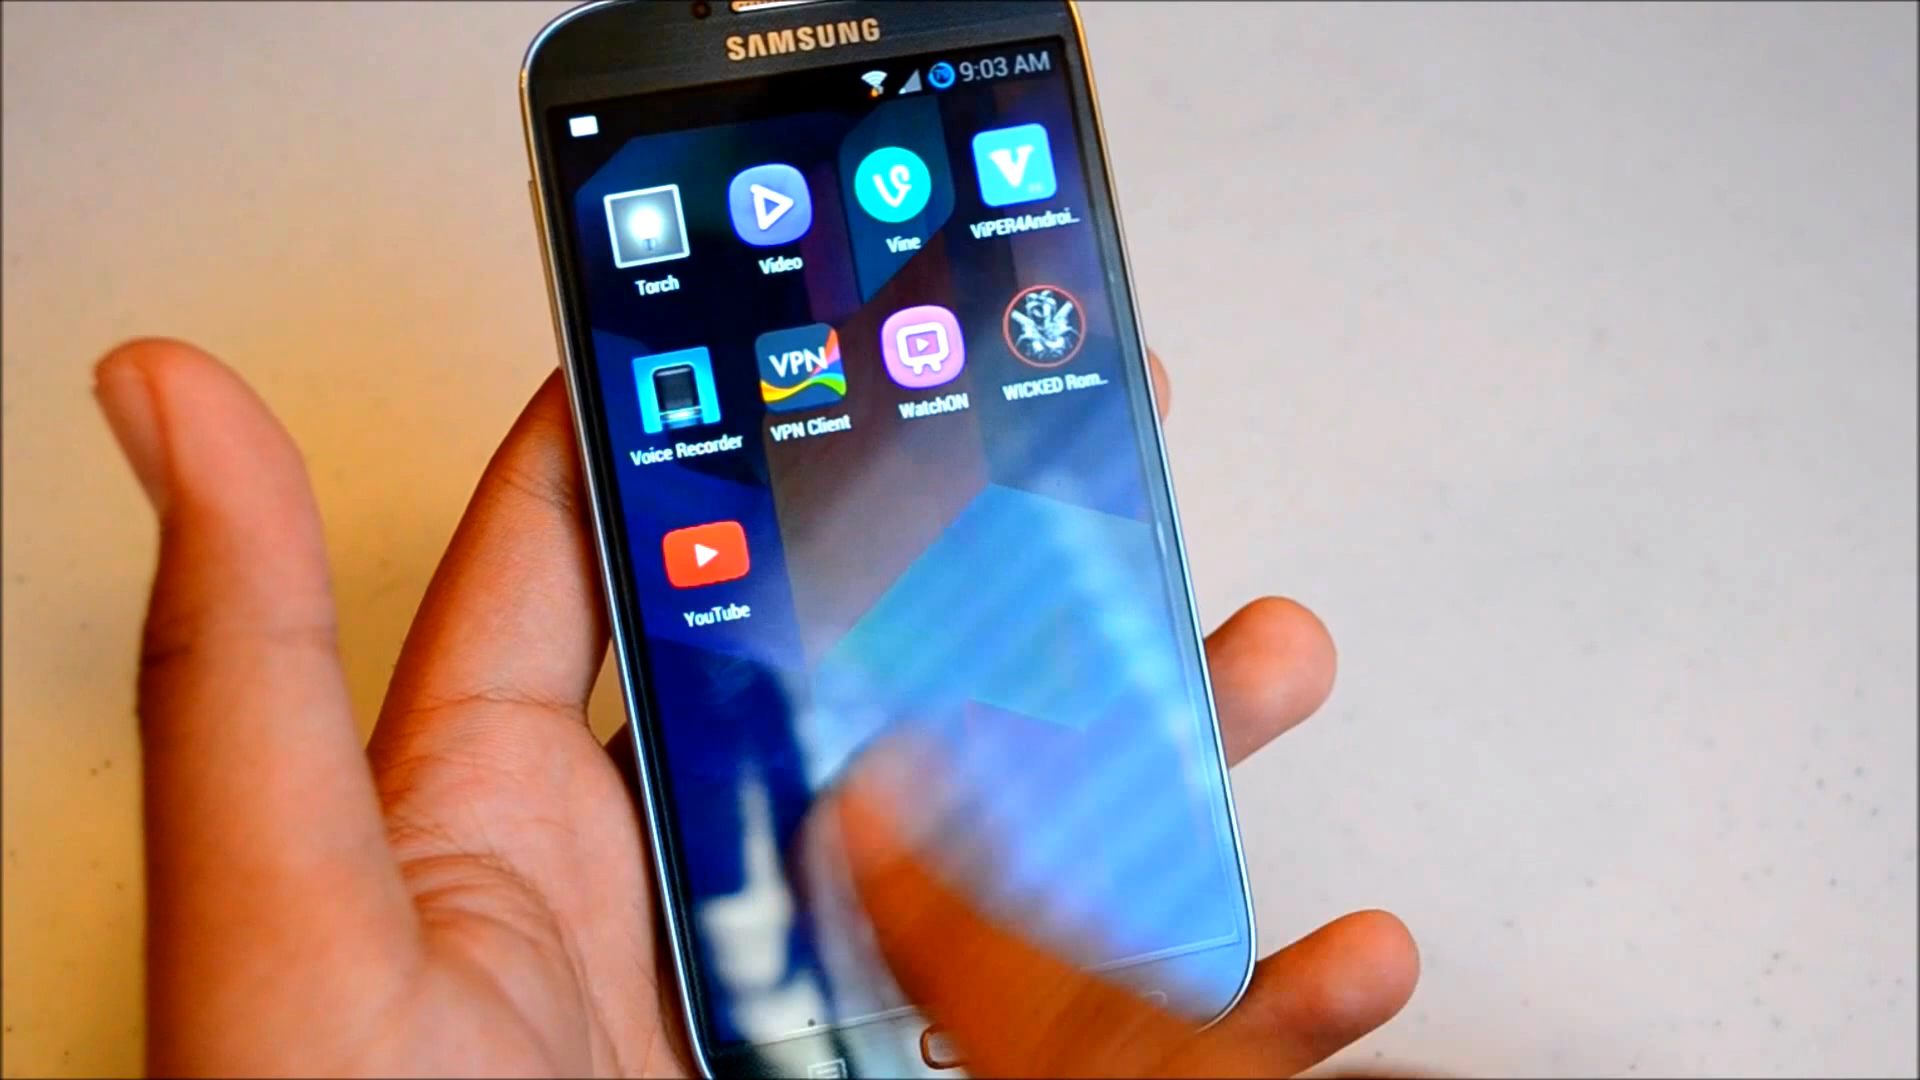 SAMSUNG
9:03 AM
Torch
Video
Vine
V
ViPER4Androi..
Voice Recorder
VPN
VPN Client
WatchON
WICKED Rom..
YouTube